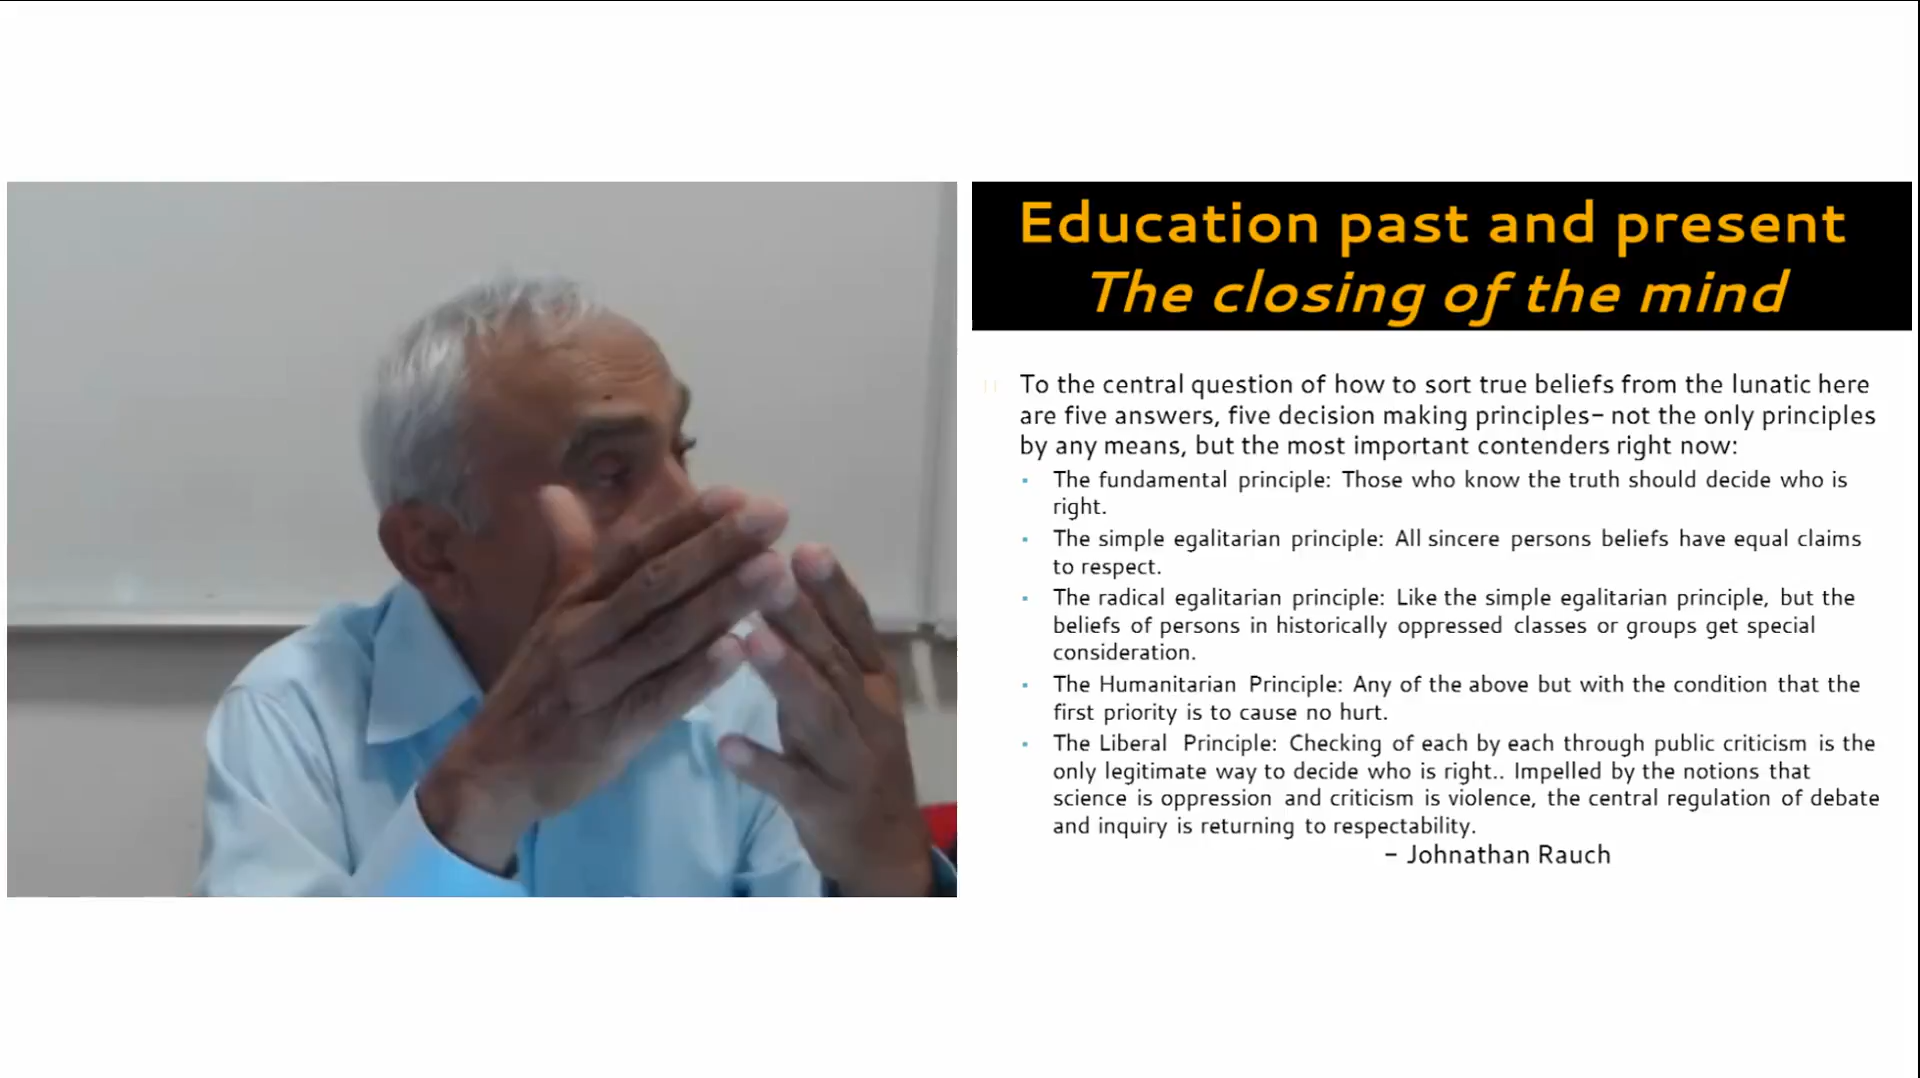 Education past and present
The closing of the mind
To the central question of how to sort true beliefs from the lunatic here
are five answers, five decision making principles- not the only principles
by any means, but the most important contenders right now:
The fundamental principle: Those who know the truth should decide who is
right.
The simple egalitarian principle: All sincere persons beliefs have equal claims
to respect.
The radical egalitarian principle: Like the simple egalitarian principle, but the
beliefs of persons in historically oppressed classes or groups get special
consideration.
The Humanitarian Principle: Any of the above but with the condition that the
first priority is to cause no hurt.
The Liberal Principle: Checking of each by each through public criticism is the
only legitimate way to decide who is right.. Impelled by the notions that
science is oppression and criticism is violence, the central regulation of debate
and inquiry is returning to respectability.
- Johnathan Rauch